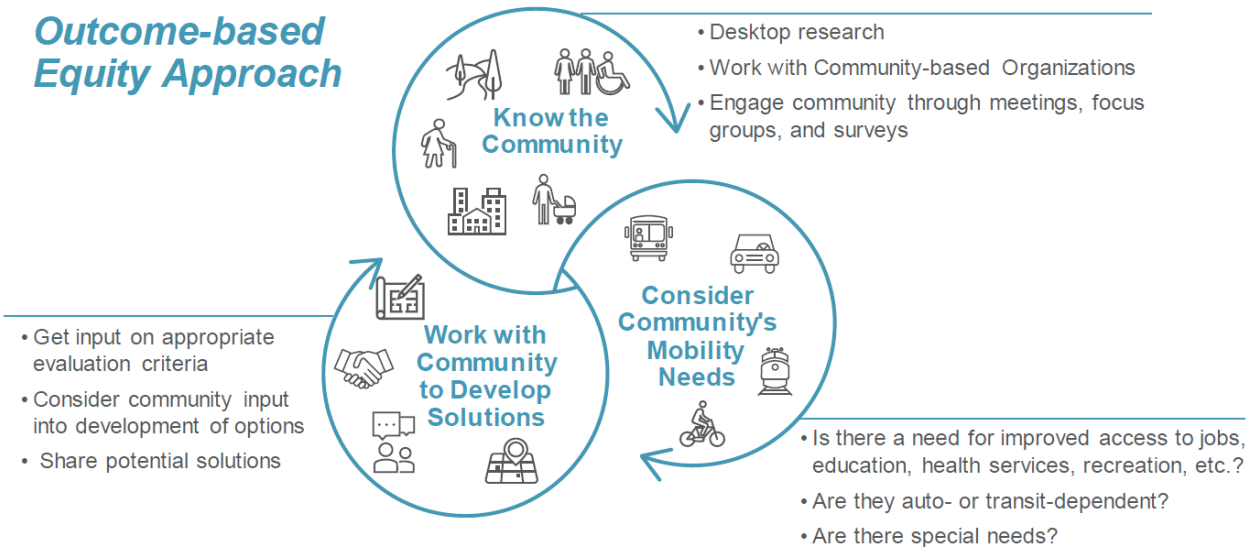 Outcome-based
Equity Approach
Know the
Community
• Desktop research
• Work with Community-based Organizations
• Engage community through meetings, focus
groups, and surveys
Consider
Community's
Mobility
Needs
• Is there a need for improved access to jobs,
education, health services, recreation, etc.?
• Are they auto- or transit-dependent?
• Are there special needs?
Work with
Community
to Develop
Solutions
• Get input on appropriate
evaluation criteria
• Consider community input
into development of options
• Share potential solutions